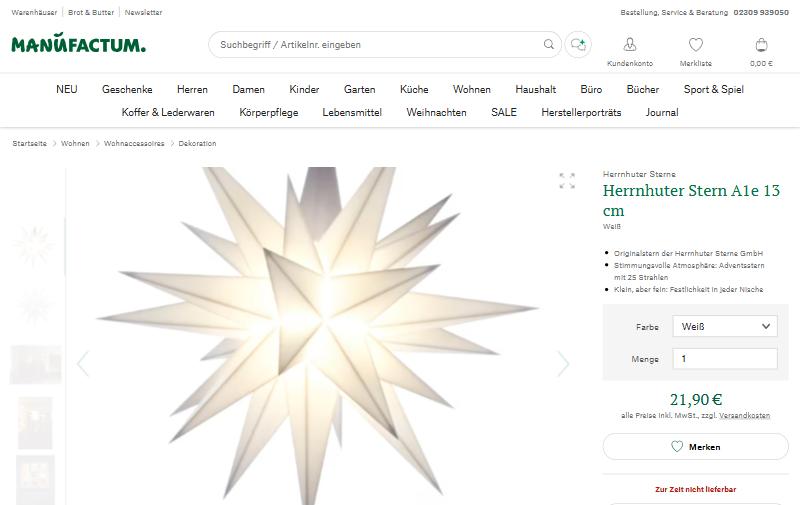 Warenhäuser
Brot & Butter
Newsletter
Bestellung, Service & Beratung 02309 939050
MANUFACTUM.
Suchbegriff / Artikelnr. eingeben
Kundenkonto
Merkliste
0,00 €
NEU Geschenke Herren Damen Kinder Garten Küche Wohnen Haushalt Büro Bücher Sport & Spiel
Koffer & Lederwaren Körperpflege Lebensmittel Weihnachten SALE Herstellerporträts Journal
Startseite Wohnen Wohnaccessoires Dekoration
Herrnhuter Sterne
Herrnhuter Stern A1e 13
cm
Weiß
Originalstern der Herrnhuter Sterne GmbH
Stimmungsvolle Atmosphäre: Adventsstern
mit 25 Strahlen
Klein, aber fein: Festlichkeit in jeder Nische
Farbe Weiß
Menge 1
21,90 €
alle Preise inkl. MwSt., zzgl. Versandkosten
Merken
Zur Zeit nicht lieferbar